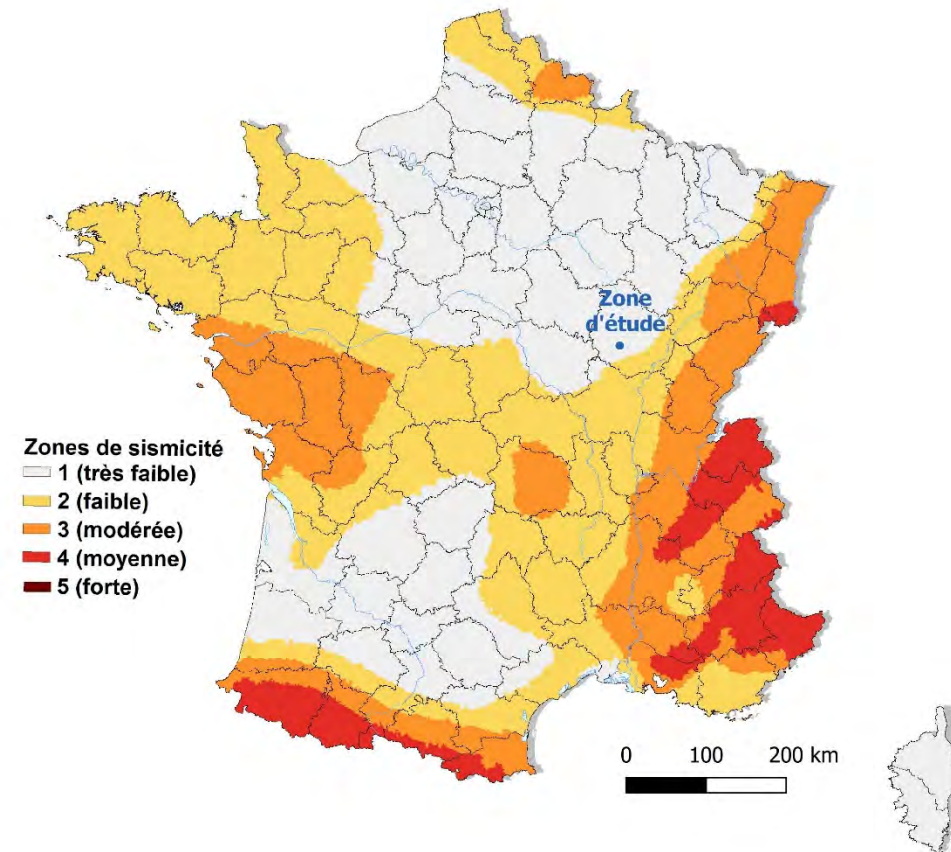 Zone
d'étude
Zones de sismicité
1 (très faible)
2 (faible)
3 (modérée)
4 (moyenne)
5 (forte)
0 100 200 km